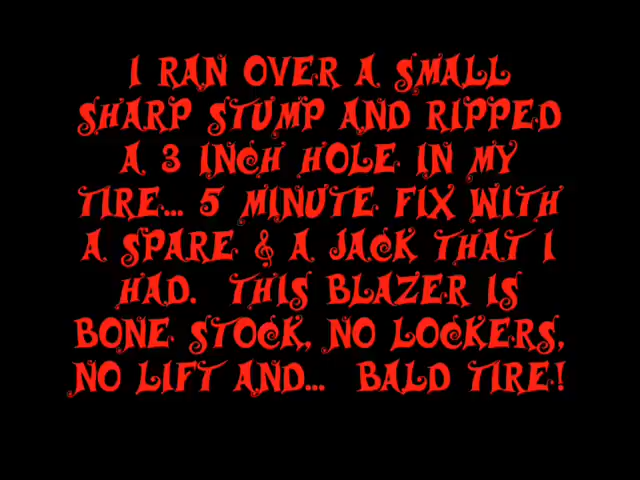 I RAN OVER A SMALL
SHARP STUMP AND RIPPED
A 3 INCH HOLE IN MY
TIRE... 5 MINUTE FIX WITH
A SPARE & A JACK THAT I
HAD. THIS BLAZER IS
BONE STOCK, NO LOCKERS,
NO LIFT AND... BALD TIRE!